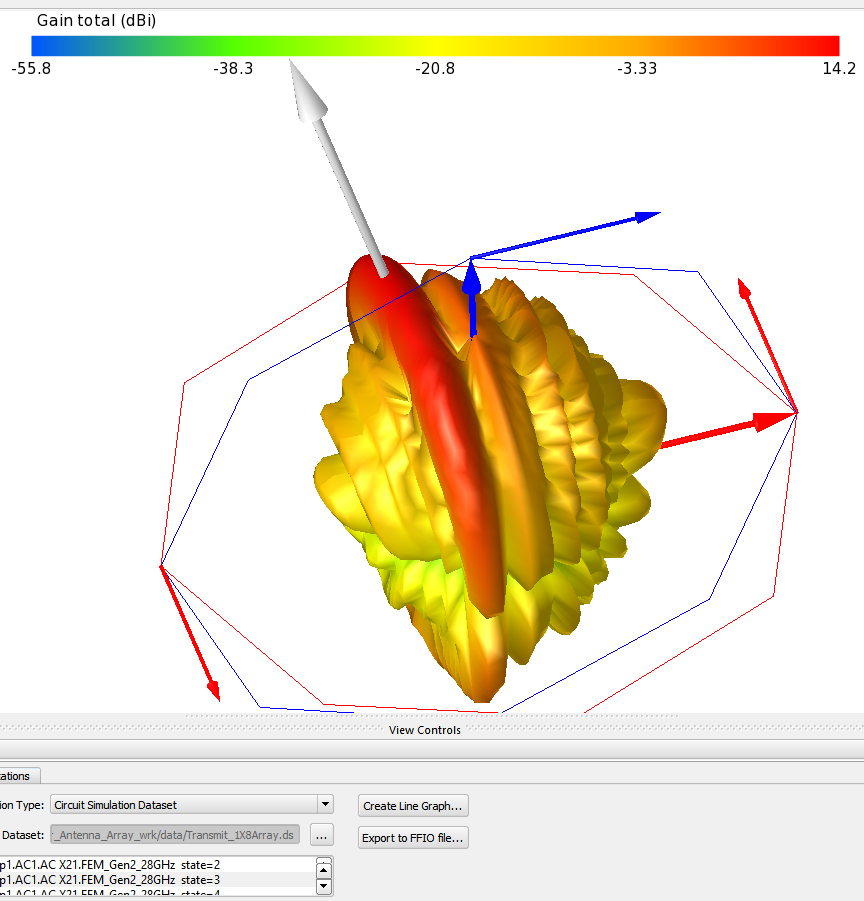 Gain total (dBi)
-55.8 -38.3 -20.8 -3.33 14.2
View Controls
ations
ion Type: Circuit Simulation Dataset Create Line Graph...
Dataset: _Antenna_Array_wrk/data/Transmit_1X8Array.ds ... Export to FFIO file...
p1.AC1.AC X21.FEM_Gen2_28GHz state=2
p1.AC1.AC X21.FEM_Gen2_28GHz state=3
p1.AC1.AC X21.FEM_Gen2_28GHz state=4